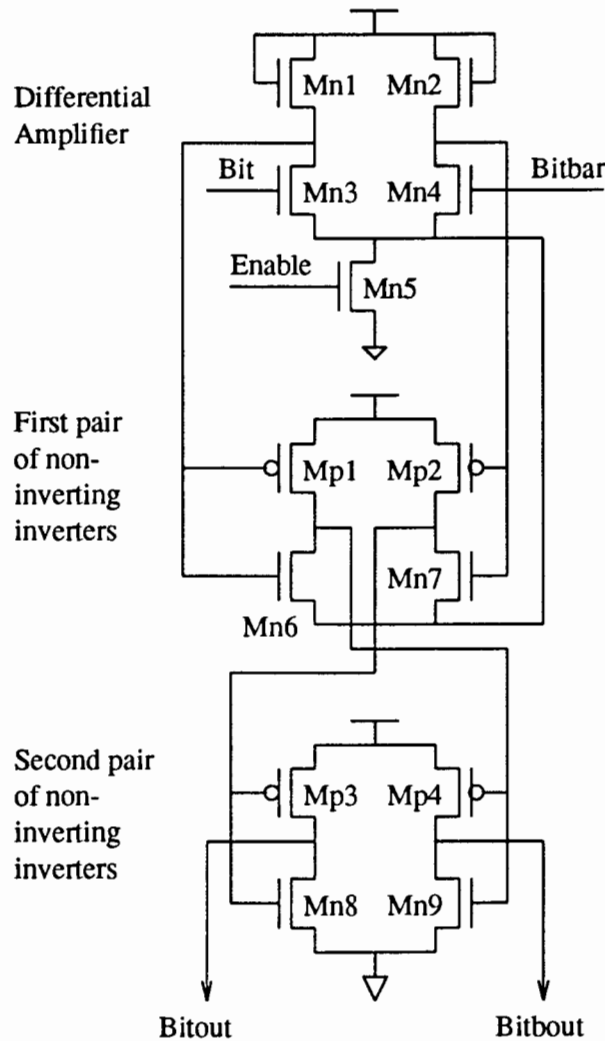 Differential
Amplifier
Mn1
Mn2
Bit
Mn3
Mn4
Bitbar
Enable
Mn5
First pair
of non-
inverting
inverters
Mp1
Mp2
Mn6
Mn7
Second pair
of non-
inverting
inverters
Mp3
Mp4
Mn8
Mn9
Bitout
Bitbout